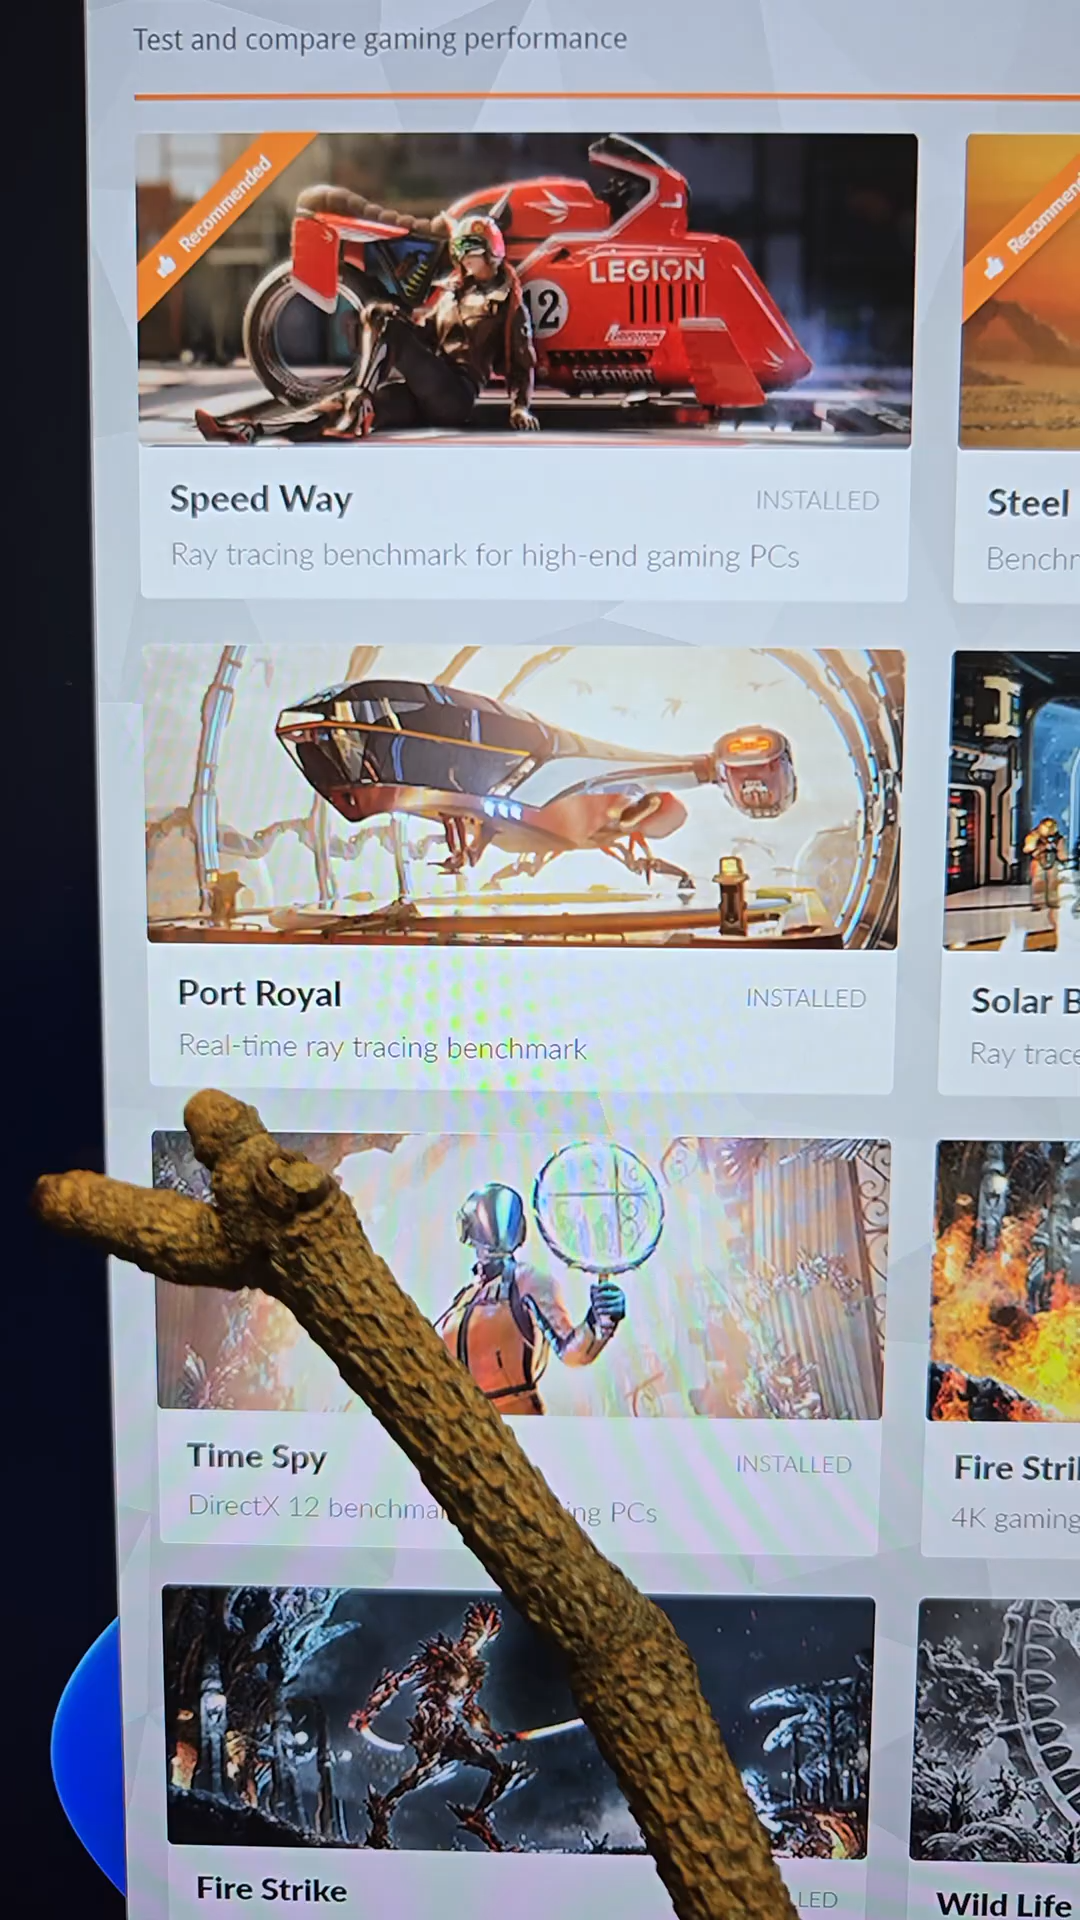 Test and compare gaming performance
Recommended
LEGION
12
Speed Way
INSTALLED
Ray tracing benchmark for high-end gaming PCs
Recommen
Steel
Bench
Port Royal
INSTALLED
Real-time ray tracing benchmark
Solar B
Ray trace
Time Spy
INSTALLED
DirectX 12 benchma
ing PCs
Fire Stri
4K gaming
Fire Strike
LED
Wild Life